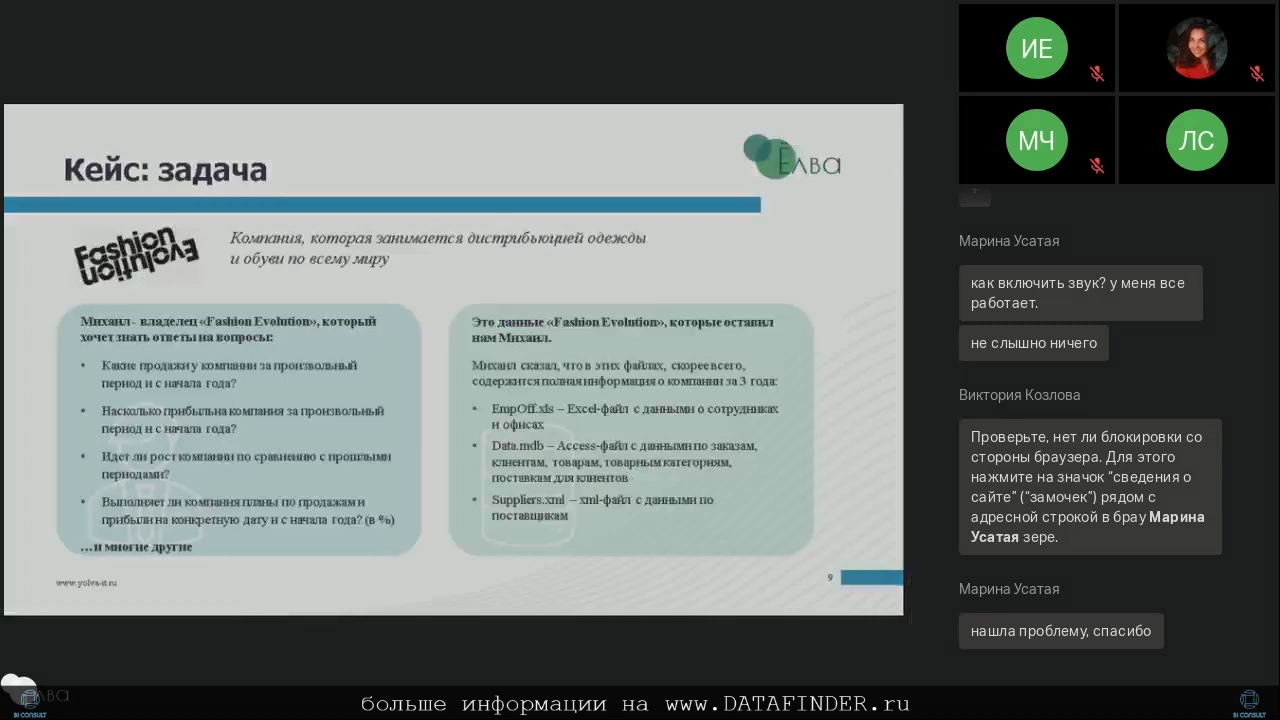 Кейс: задача
Ёлва
Fashion
Evolution
Компания, которая занимается дистрибьюцией одежды
и обуви по всему миру
Михаил - владелец «Fashion Evolution», который
хочет знать ответы на вопросы:
• Какие продажи у компании за произвольный
период и с начала года?
• Насколько прибыльна компания за произвольный
период и с начала года?
• Идет ли рост компании по сравнению с прошлыми
периодами?
• Выполняет ли компания планы по продажам и
прибыли на конкретную дату и с начала года? (в %)
…и многие другие
Это данные «Fashion Evolution», которые оставил
нам Михаил.
Михаил сказал, что в этих файлах, скорее всего,
содержится полная информация о компании за 3 года:
• EmpOff.xls – Excel-файл с данными о сотрудниках
и офисах
• Data.mdb – Access-файл с данными по заказам,
клиентам, товарам, товарным категориям,
поставкам для клиентов
• Suppliers.xml – xml-файл с данными по
поставщикам
www.yolva-it.ru
9
ИЕ
МЧ
ЛС
Марина Усатая
как включить звук? у меня все
работает.
не слышно ничего
Виктория Козлова
Проверьте, нет ли блокировки со
стороны браузера. Для этого
нажмите на значок “сведения о
сайте” (“замочек”) рядом с
адресной строкой в брау Марина
Усатая зере.
Марина Усатая
нашла проблему, спасибо
BI CONSULT
больше информации на www.DATAFINDER.ru
BI CONSULT